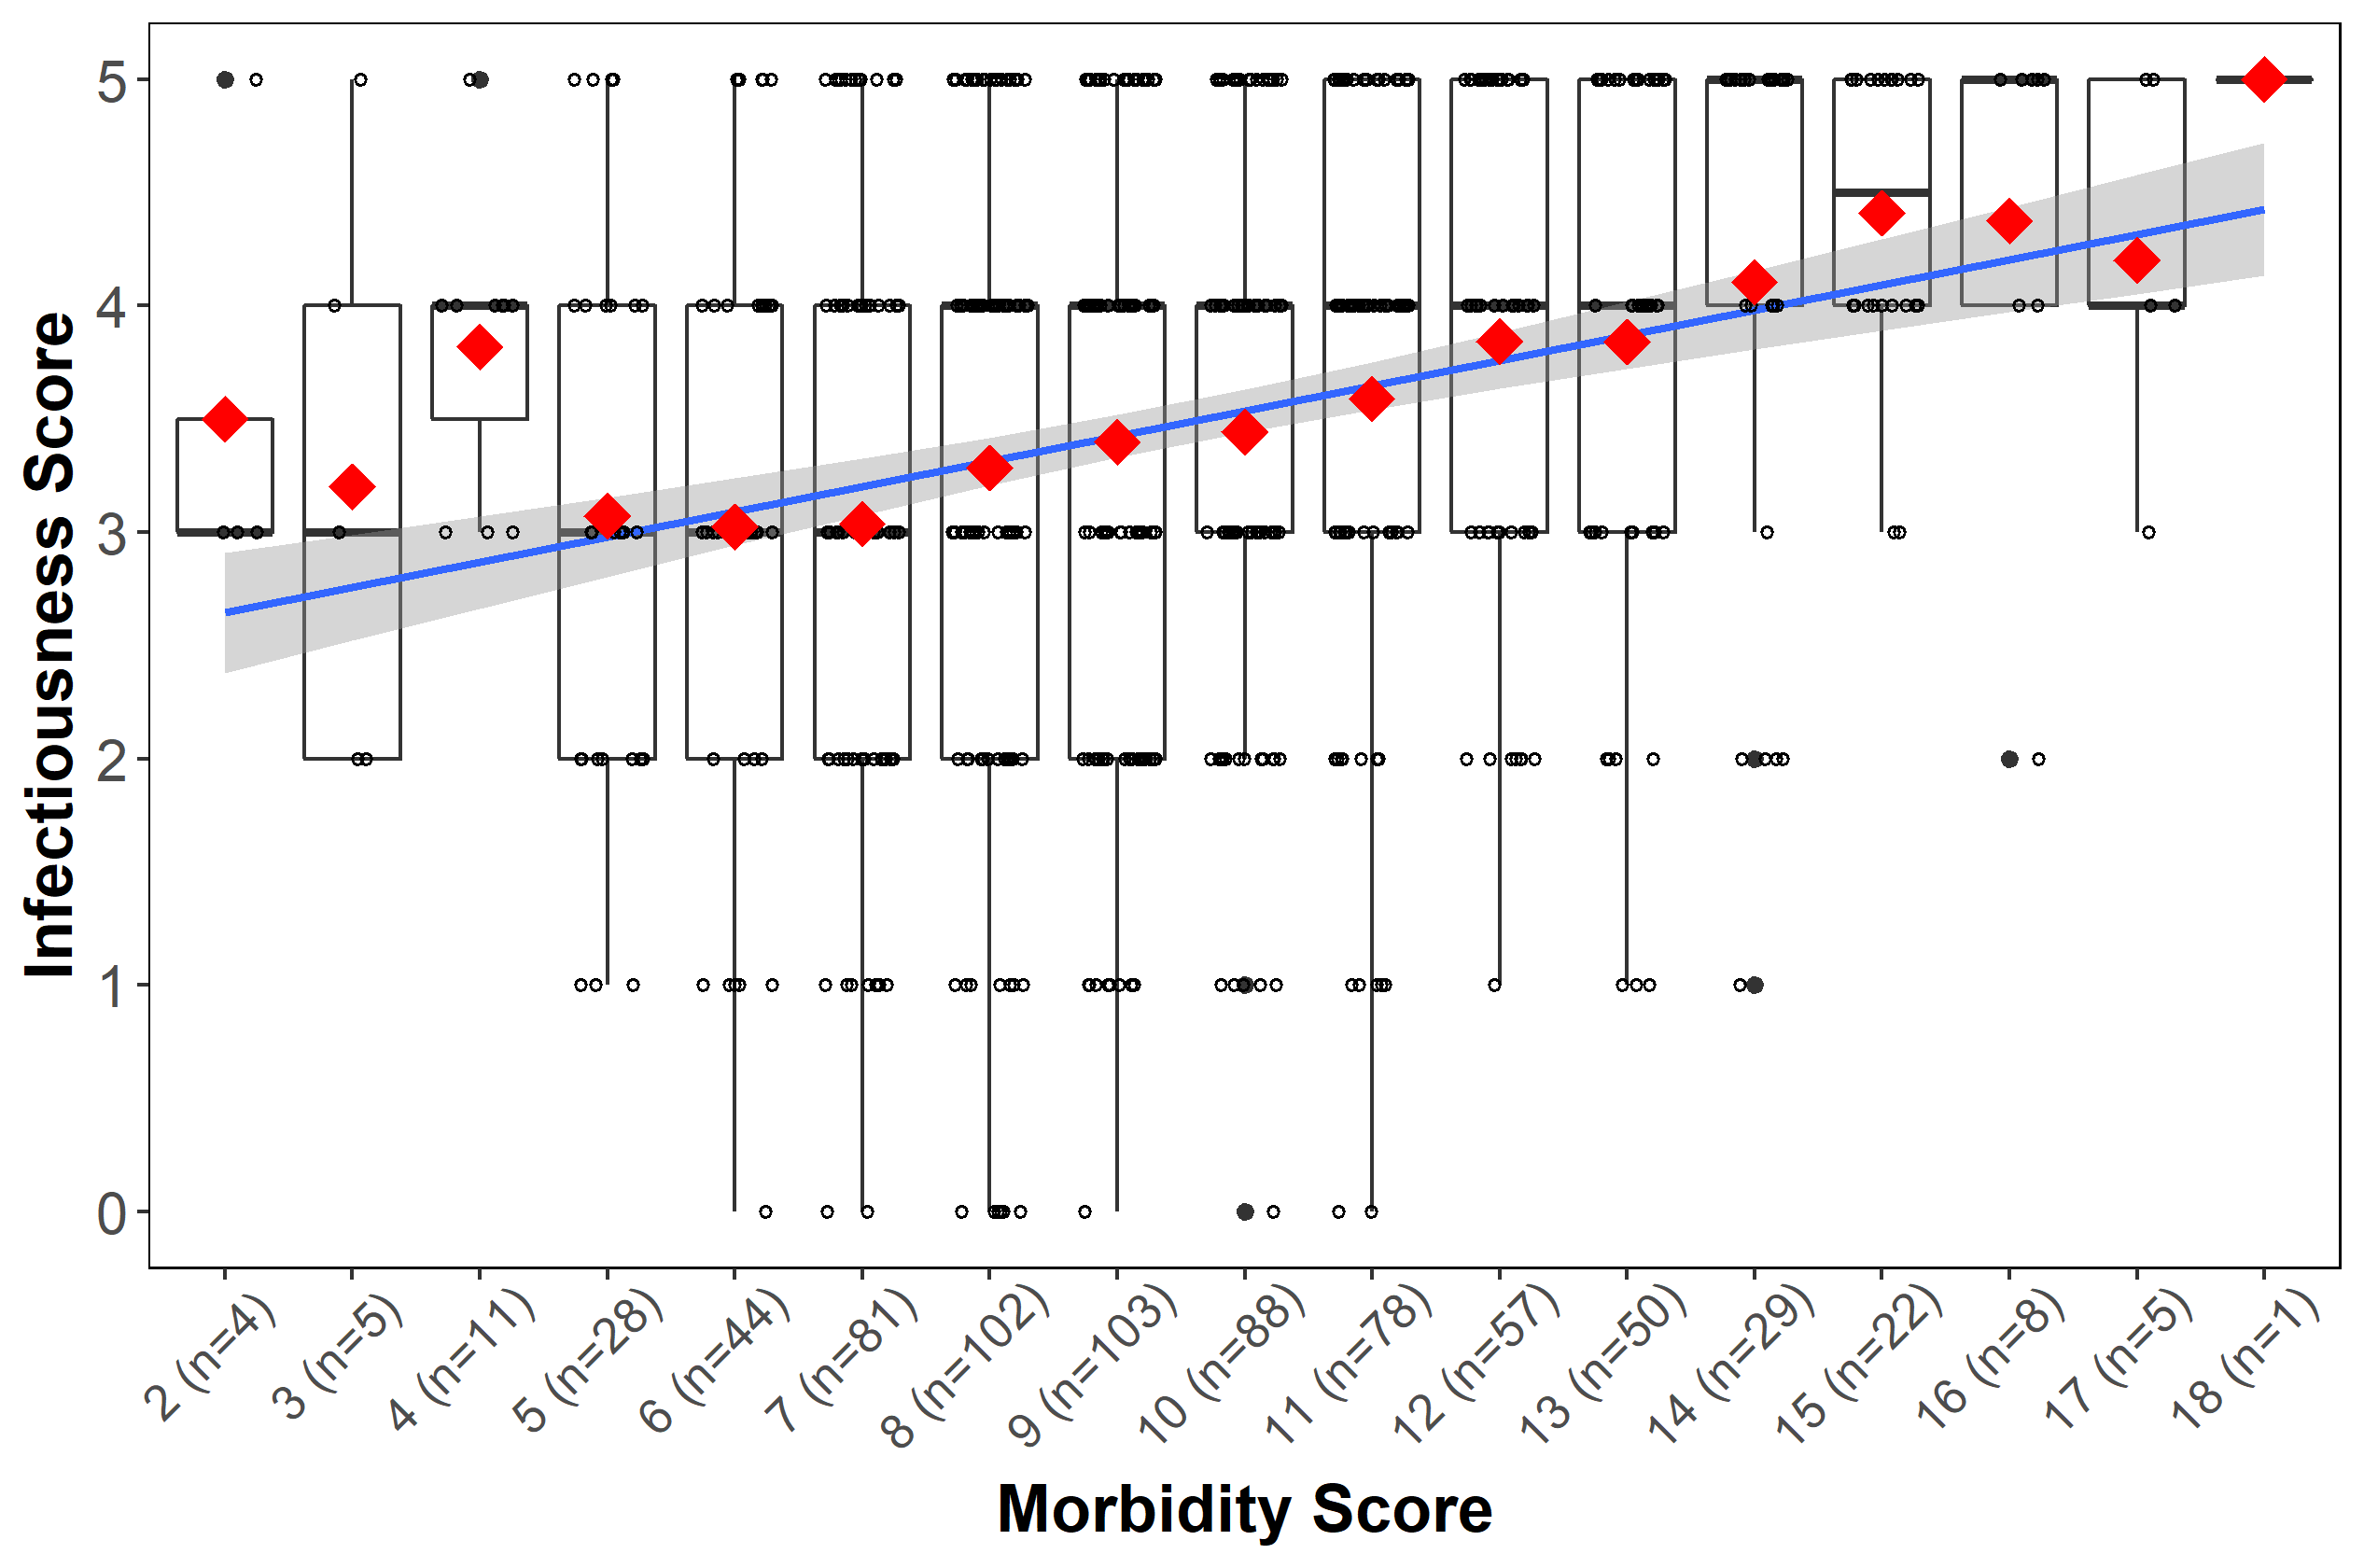 Infectiousness Score
5
4
3
2
1
0
2 (n=4)
3 (n=5)
4 (n=11)
5 (n=28)
6 (n=44)
7 (n=81)
8 (n=102)
9 (n=103)
10 (n=88)
11 (n=78)
12 (n=57)
13 (n=50)
14 (n=29)
15 (n=22)
16 (n=8)
17 (n=5)
18 (n=1)
Morbidity Score